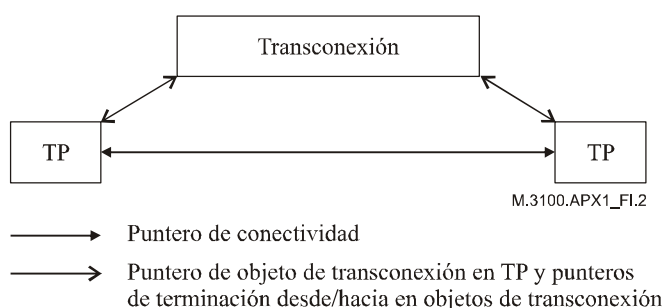 Transconexión
TP
TP
M.3100.APX1_FI.2
Puntero de conectividad
Puntero de objeto de transconexión en TP y punteros
de terminación desde/hacia en objetos de transconexión